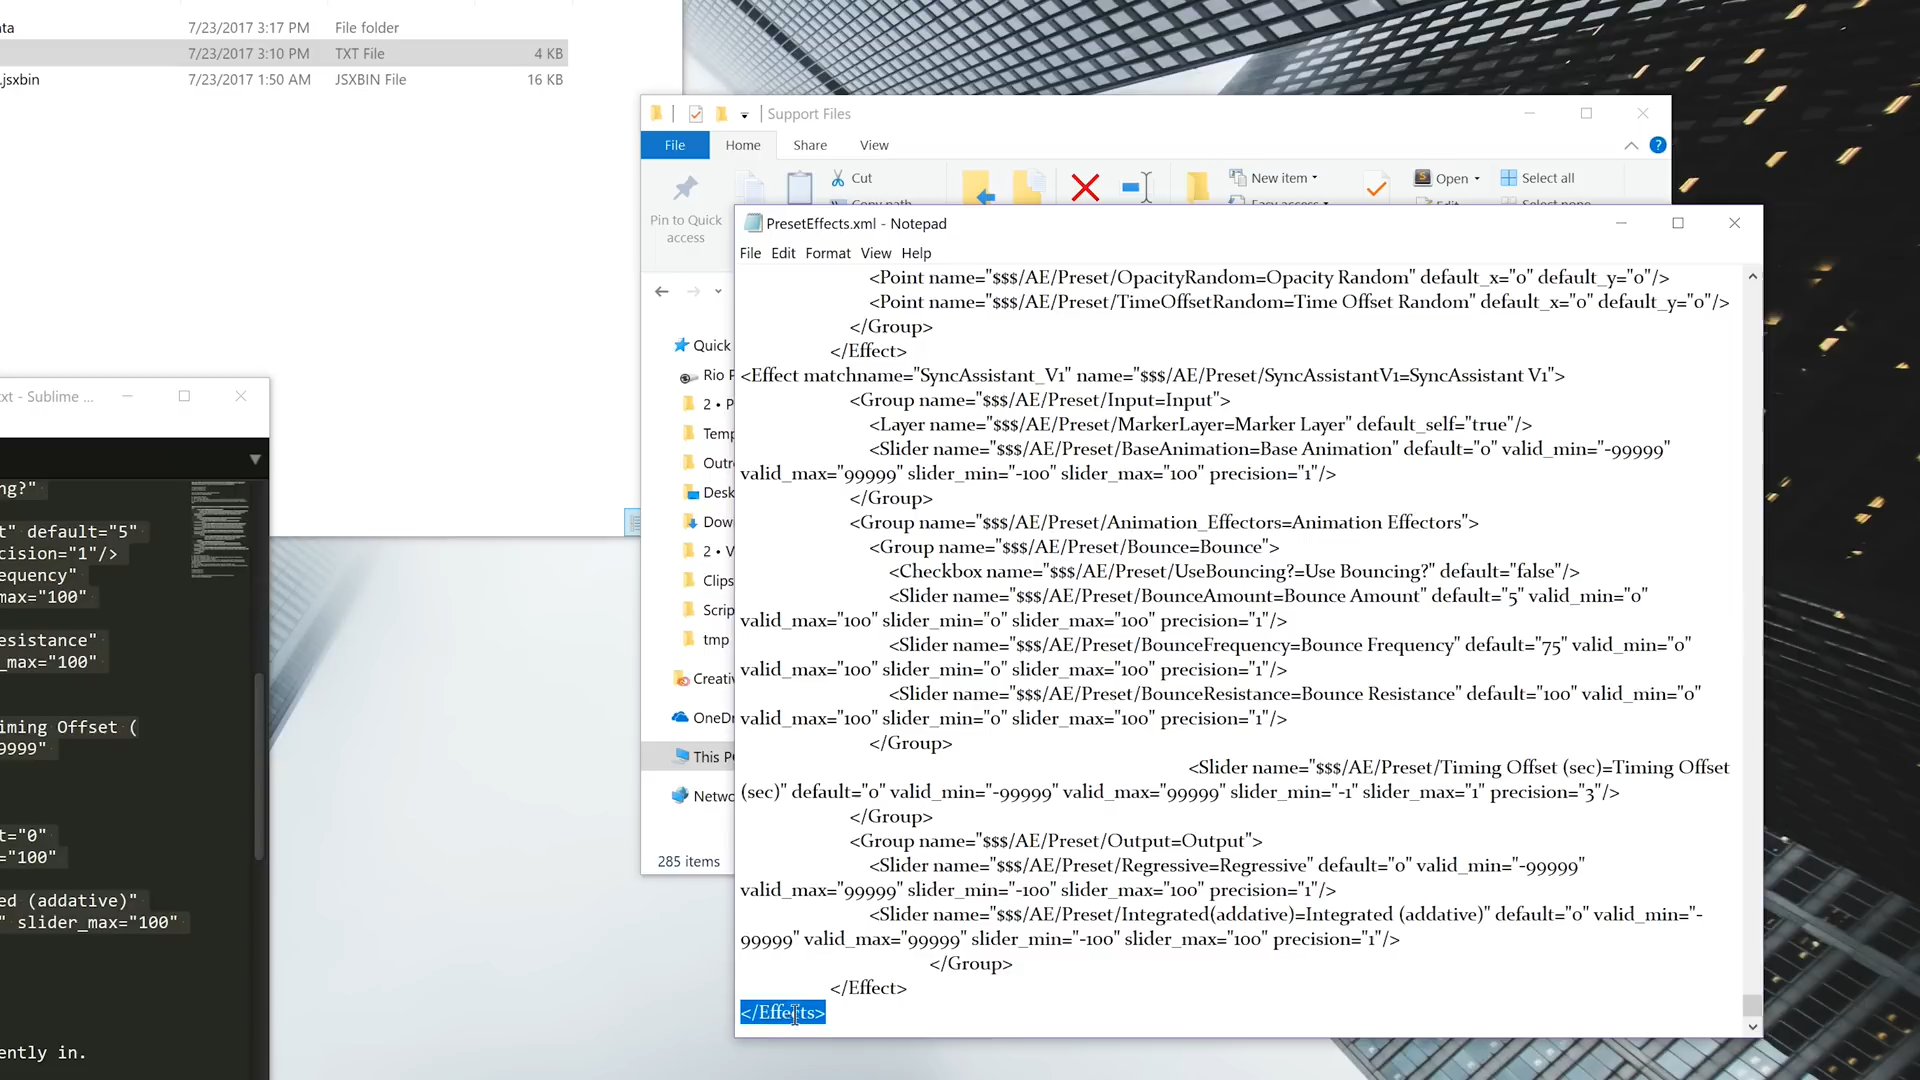 ta 7/23/2017 3:17 PM File folder
7/23/2017 3:10 PM TXT File 4 KB
.jsxbin 7/23/2017 1:50 AM JSXBIN File 16 KB
Support Files
File Home Share View
Cut
New item
Open
Select all
Pin to Quick
access
PresetEffects.xml - Notepad
File Edit Format View Help
<Point name="$$$/AE/Preset/OpacityRandom=Opacity Random" default_x="0" default_y="0"/>
<Point name="$$$/AE/Preset/TimeOffsetRandom=Time Offset Random" default_x="0" default_y="0"/>
</Group>
</Effect>
<Effect matchname="SyncAssistant_V1" name="$$$/AE/Preset/SyncAssistantV1=SyncAssistant V1">
<Group name="$$$/AE/Preset/Input=Input">
<Layer name="$$$/AE/Preset/MarkerLayer=Marker Layer" default_self="true"/>
<Slider name="$$$/AE/Preset/BaseAnimation=Base Animation" default="0" valid_min="-99999"
valid_max="99999" slider_min="-100" slider_max="100" precision="1"/>
</Group>
<Group name="$$$/AE/Preset/Animation_Effectors=Animation Effectors">
<Group name="$$$/AE/Preset/Bounce=Bounce">
<Checkbox name="$$$/AE/Preset/UseBouncing?=Use Bouncing?" default="false"/>
<Slider name="$$$/AE/Preset/BounceAmount=Bounce Amount" default="5" valid_min="0"
valid_max="100" slider_min="0" slider_max="100" precision="1"/>
<Slider name="$$$/AE/Preset/BounceFrequency=Bounce Frequency" default="75" valid_min="0"
valid_max="100" slider_min="0" slider_max="100" precision="1"/>
<Slider name="$$$/AE/Preset/BounceResistance=Bounce Resistance" default="100" valid_min="0"
valid_max="100" slider_min="0" slider_max="100" precision="1"/>
</Group>
<Slider name="$$$/AE/Preset/Timing Offset (sec)=Timing Offset
(sec)" default="0" valid_min="-99999" valid_max="99999" slider_min="-1" slider_max="1" precision="3"/>
</Group>
<Group name="$$$/AE/Preset/Output=Output">
<Slider name="$$$/AE/Preset/Regressive=Regressive" default="0" valid_min="-99999"
valid_max="99999" slider_min="-100" slider_max="100" precision="1"/>
<Slider name="$$$/AE/Preset/Integrated(addative)=Integrated (addative)" default="0" valid_min="-
99999" valid_max="99999" slider_min="-100" slider_max="100" precision="1"/>
</Group>
</Effect>
</Effects>
Quick
Rio P
2 • P
Temp
Outr
Desk
Dow
2 • V
Clips
Scrip
tmp
Creativ
OneDr
This P
Netwo
285 items
xt - Sublime ...
ng?"
t" default="5"
cision="1"/>
equency"
max="100"
esistance"
_max="100"
iming Offset (
9999"
t="0"
="100"
ed (addative)"
" slider_max="100"
ently in.